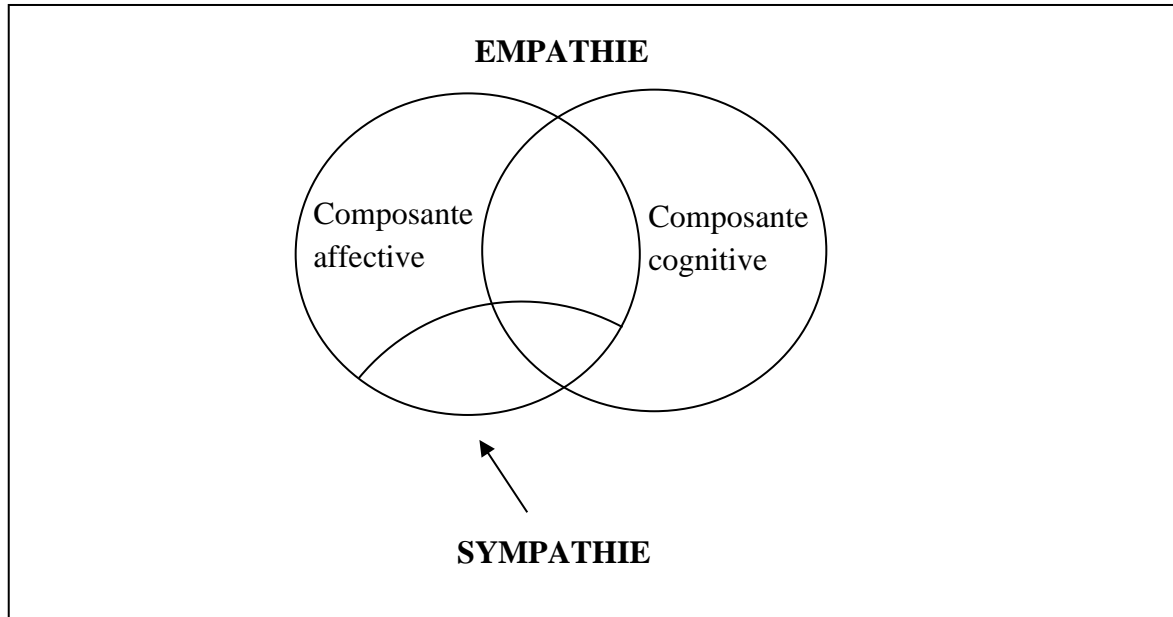 EMPATHIE
Composante
affective
Composante
cognitive
SYMPATHIE